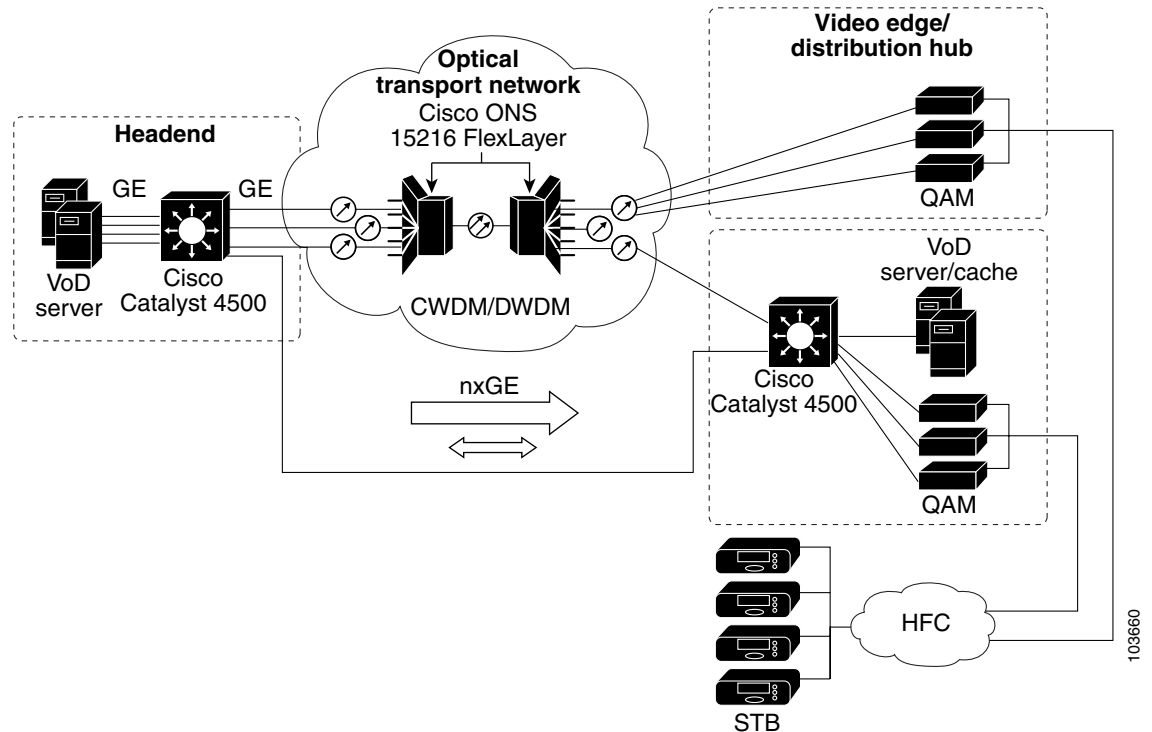 Video edge/
distribution hub
Optical
transport network
Cisco ONS
15216 FlexLayer
Headend
GE
GE
QAM
VoD
server
Cisco
Catalyst 4500
CWDM/DWDM
VoD
server/cache
nxGE
Cisco
Catalyst 4500
QAM
HFC
STB
103660